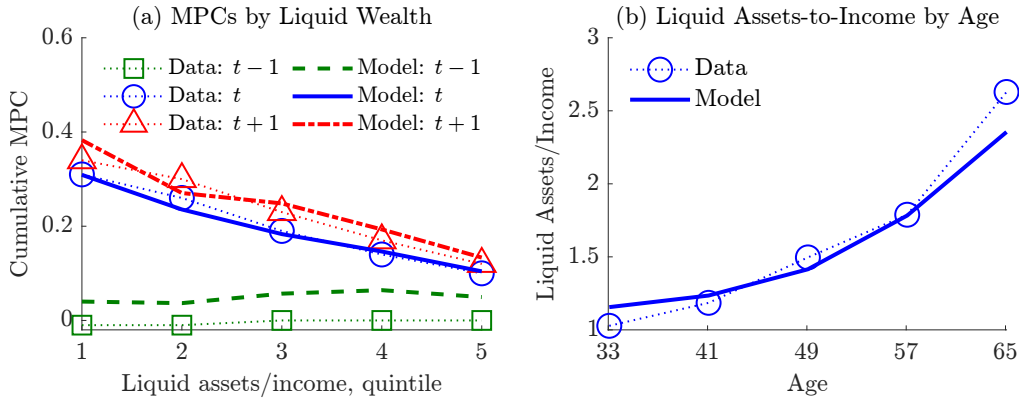 (a) MPCs by Liquid Wealth
Cumulative MPC
0.6
0.4
0.2
0
Data: t − 1
Data: t
Data: t + 1
Model: t − 1
Model: t
Model: t + 1
1 2 3 4 5
Liquid assets/income, quintile
(b) Liquid Assets-to-Income by Age
Liquid Assets/Income
3
2.5
2
1.5
1
Data
Model
33 41 49 57 65
Age